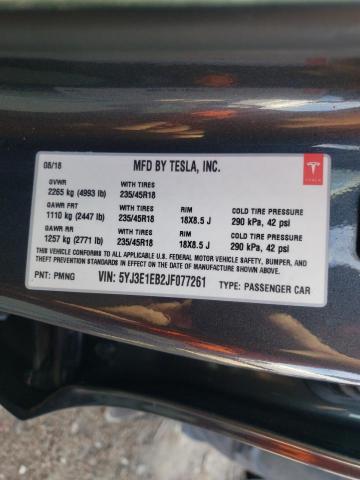 08/18 MFD BY TESLA, INC.
GVWR WITH TIRES
2265 kg (4993 lb) 235/45R18
GAWR FRT WITH TIRES RIM COLD TIRE PRESSURE
1110 kg (2447 lb) 235/45R18 18X8.5 J 290 kPa, 42 psi
GAWR RR WITH TIRES RIM COLD TIRE PRESSURE
1257 kg (2771 lb) 235/45R18 18X8.5 J 290 kPa, 42 psi
THIS VEHICLE CONFORMS TO ALL APPLICABLE U.S. FEDERAL MOTOR VEHICLE SAFETY, BUMPER, AND
THEFT PREVENTION STANDARDS IN EFFECT ON THE DATE OF MANUFACTURE SHOWN ABOVE.
PNT: PMNG VIN: 5YJ3E1EB2JF077261 TYPE: PASSENGER CAR
TESLA